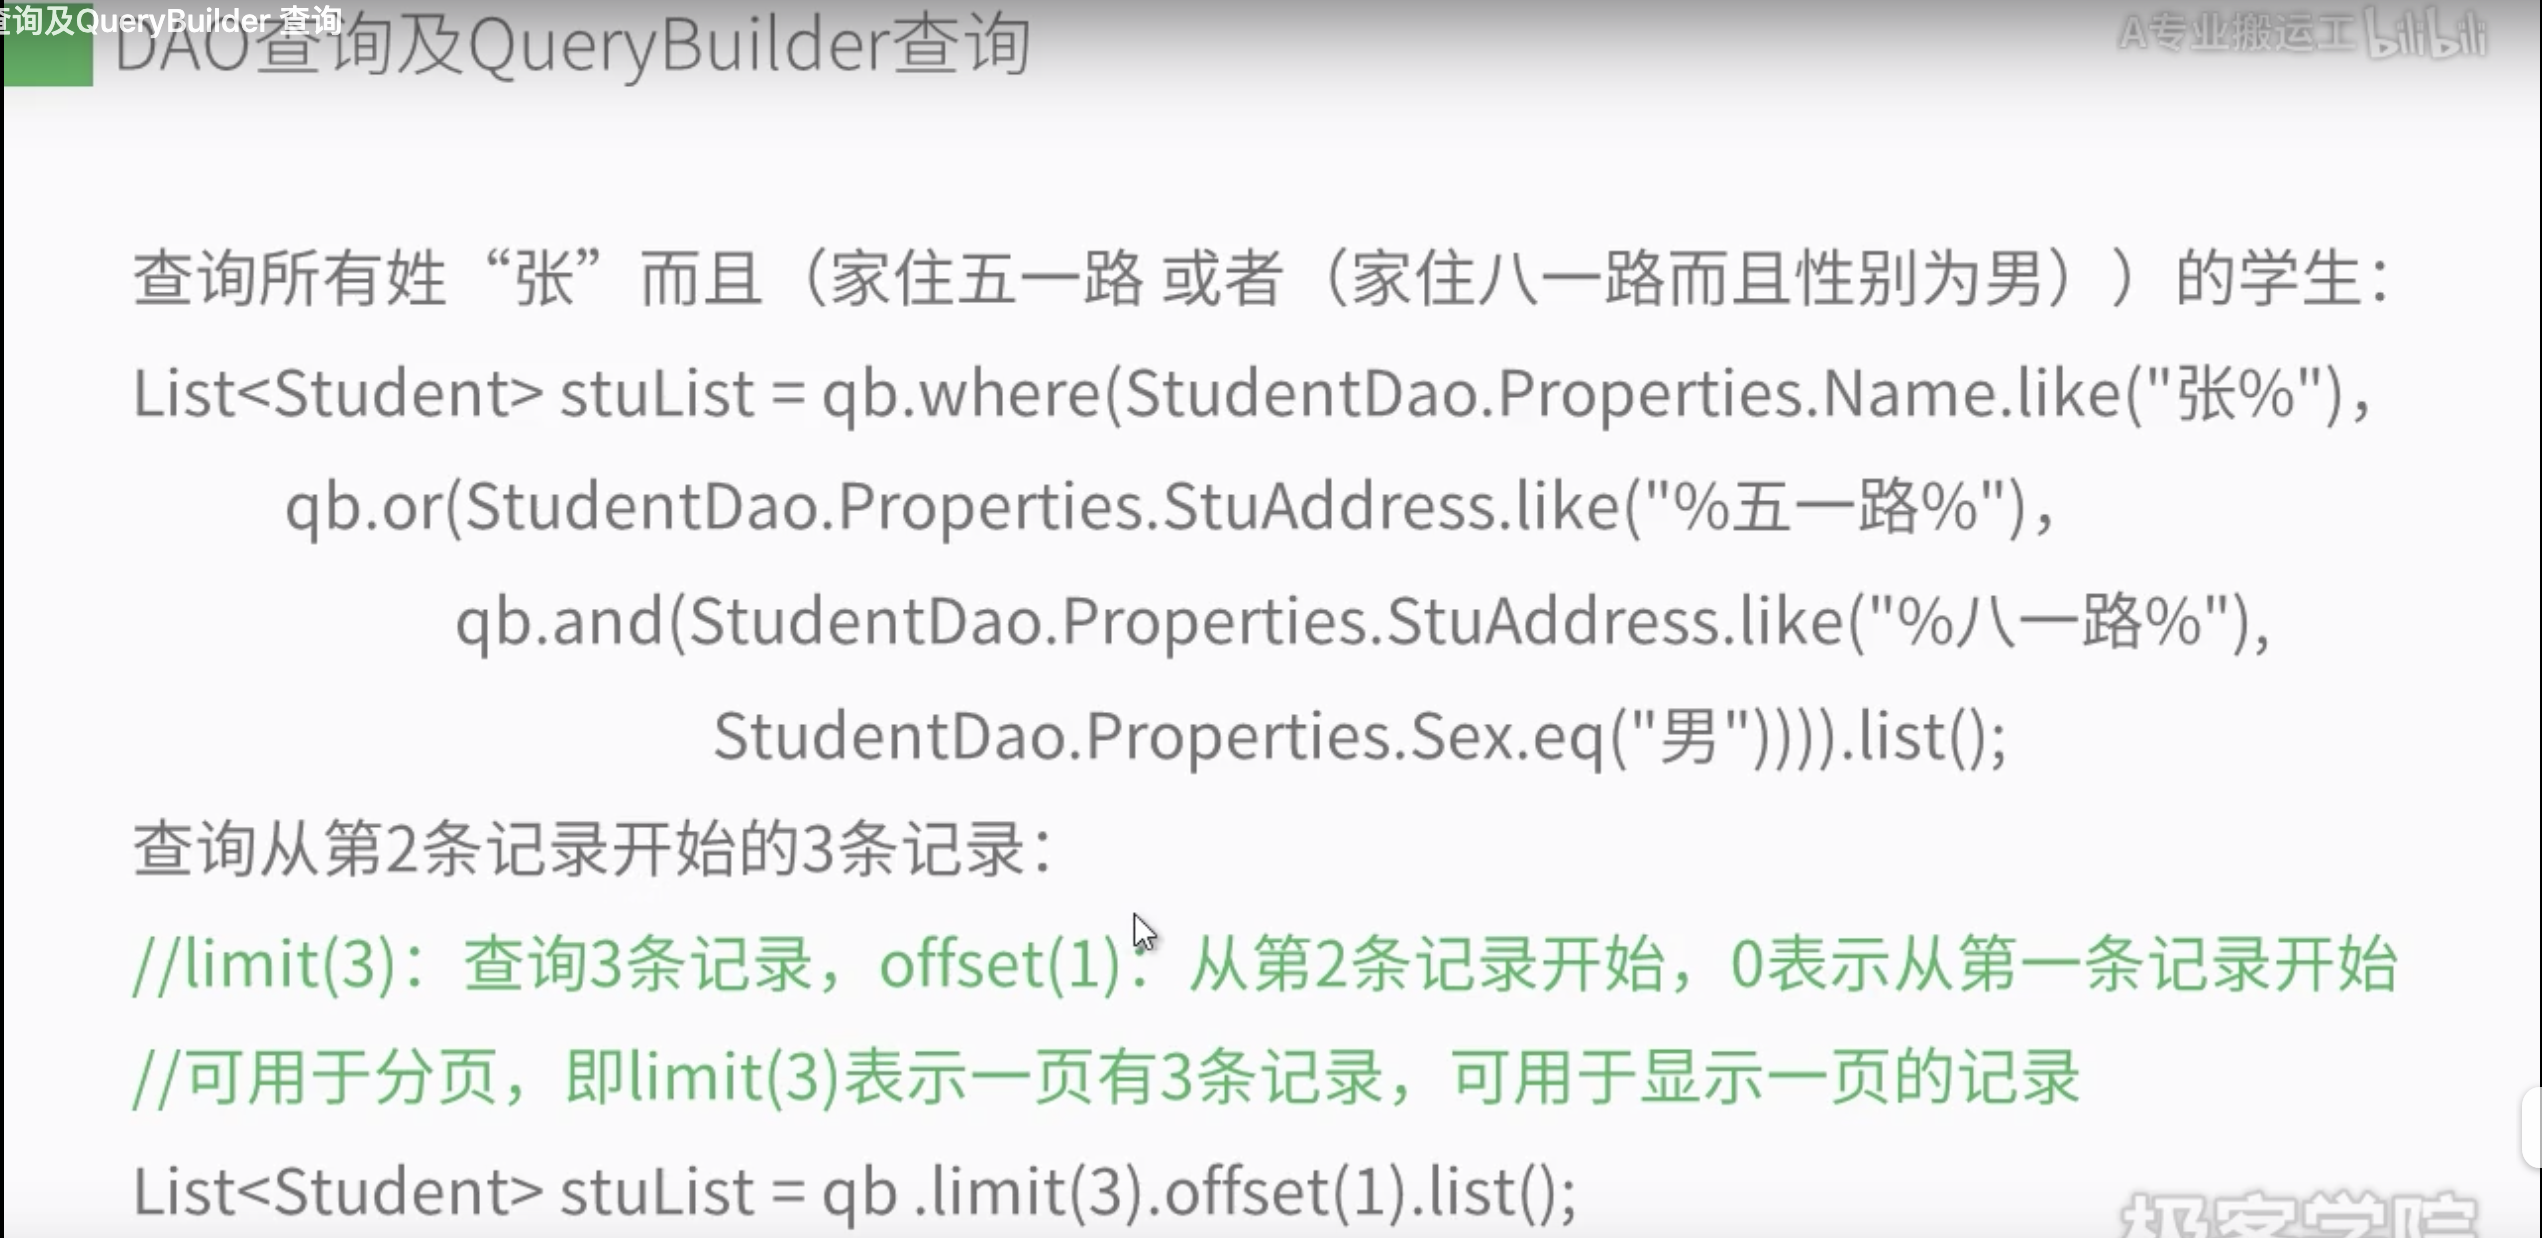 查询及QueryBuilder 查询
DAO查询及QueryBuilder查询
A专业搬运工 bilibili
查询所有姓“张”而且（家住五一路 或者（家住八一路而且性别为男））的学生：
List<Student> stuList = qb.where(StudentDao.Properties.Name.like("张%")，
qb.or(StudentDao.Properties.StuAddress.like("%五一路%")，
qb.and(StudentDao.Properties.StuAddress.like("%八一路%"),
StudentDao.Properties.Sex.eq("男")))).list();
查询从第2条记录开始的3条记录：
//limit(3)：查询3条记录，offset(1)：从第2条记录开始，0表示从第一条记录开始
//可用于分页，即limit(3)表示一页有3条记录，可用于显示一页的记录
List<Student> stuList = qb .limit(3).offset(1).list();
极客学院